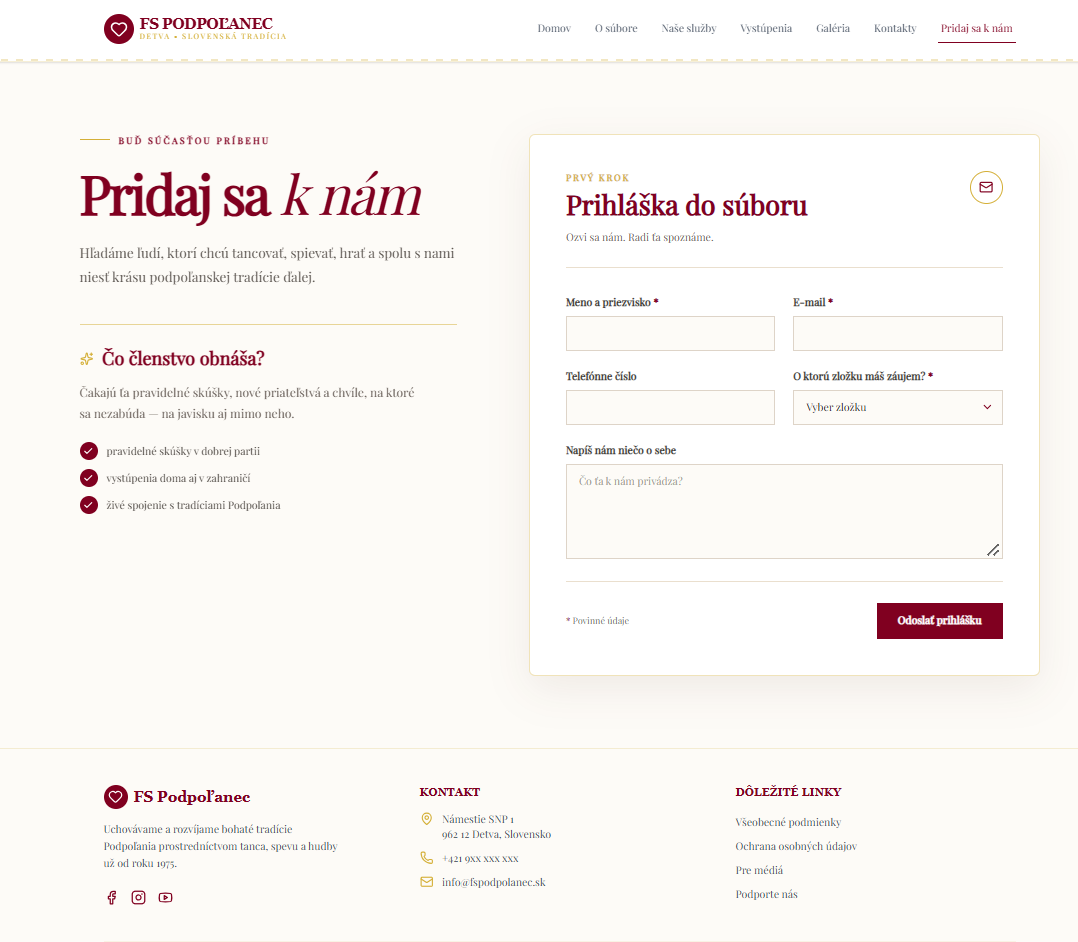 FS PODPOĽANEC
DETVA • SLOVENSKÁ TRADÍCIA
Domov
O súbore
Naše služby
Vystúpenia
Galéria
Kontakty
Pridaj sa k nám
BUĎ SÚČASŤOU PRÍBEHU
Pridaj sa k nám
Hľadáme ľudí, ktorí chcú tancovať, spievať, hrať a spolu s nami
niesť krásu podpoľanskej tradície ďalej.
Čo členstvo obnáša?
Čakajú ťa pravidelné skúšky, nové priateľstvá a chvíle, na ktoré
sa nezabúda — na javisku aj mimo neho.
pravidelné skúšky v dobrej partii
vystúpenia doma aj v zahraničí
živé spojenie s tradíciami Podpoľania
PRVÝ KROK
Prihláška do súboru
Ozvi sa nám. Radi ťa spoznáme.
Meno a priezvisko *
E-mail *
Telefónne číslo
O ktorú zložku máš záujem? *
Vyber zložku
Napíš nám niečo o sebe
Čo ťa k nám privádza?
* Povinné údaje
Odoslať prihlášku
FS Podpoľanec
Uchovávame a rozvíjame bohaté tradície
Podpoľania prostredníctvom tanca, spevu a hudby
už od roku 1975.
KONTAKT
Námestie SNP 1
962 12 Detva, Slovensko
+421 9xx xxx xxx
info@fspodpolanec.sk
DÔLEŽITÉ LINKY
Všeobecné podmienky
Ochrana osobných údajov
Pre médiá
Podporte nás